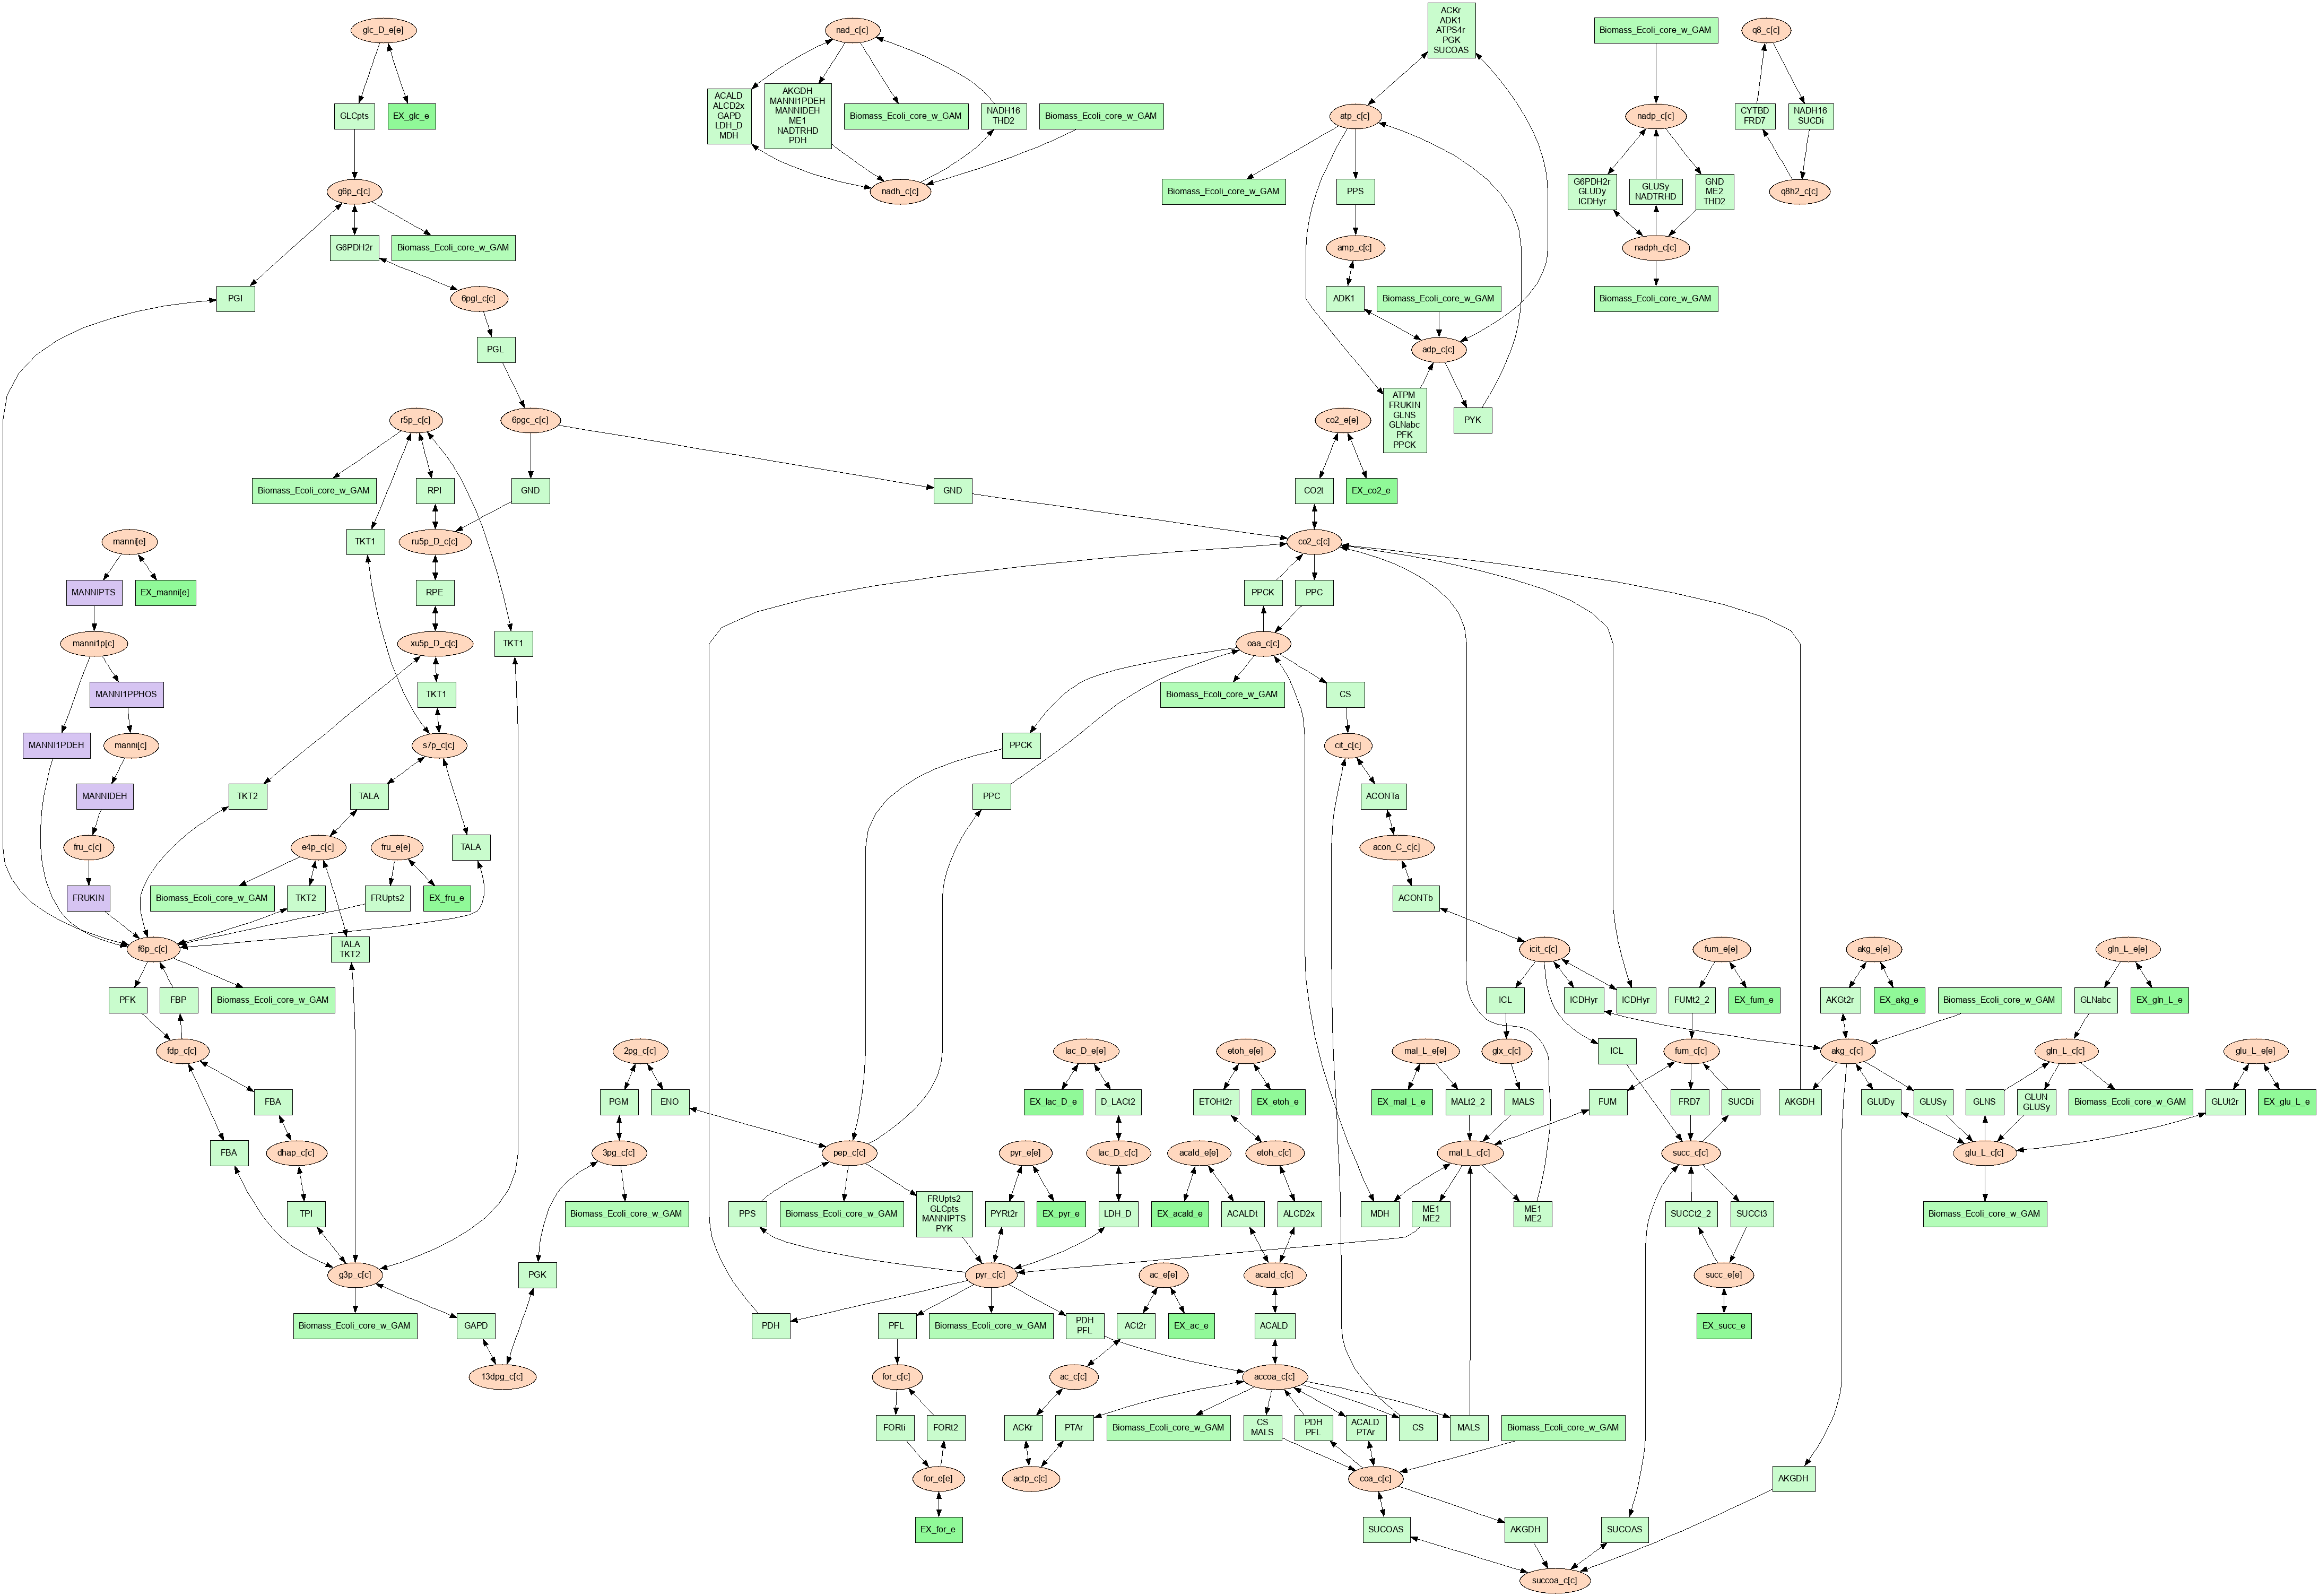 ACKr
ADK1
ATPS4r
PGK
SUCOAS
glc_D_e[e]
nad_c[c]
Biomass_Ecoli_core_w_GAM
q8_c[c]
GLCpts
EX_glc_e
ACALD
ALCD2x
GAPD
LDH_D
MDH
AKGDH
MANNI1PDEH
MANNIDEH
ME1
NADTRHD
PDH
Biomass_Ecoli_core_w_GAM
NADH16
THD2
Biomass_Ecoli_core_w_GAM
atp_c[c]
nadp_c[c]
CYTBD
FRD7
NADH16
SUCDi
g6p_c[c]
nadh_c[c]
Biomass_Ecoli_core_w_GAM
PPS
G6PDH2r
GLUDy
ICDHyr
GLUSy
NADTRHD
GND
ME2
THD2
q8h2_c[c]
G6PDH2r
Biomass_Ecoli_core_w_GAM
amp_c[c]
nadph_c[c]
PGI
6pgl_c[c]
ADK1
Biomass_Ecoli_core_w_GAM
Biomass_Ecoli_core_w_GAM
PGL
adp_c[c]
r5p_c[c]
6pgc_c[c]
co2_e[e]
ATPM
FRUKIN
GLNS
GLNabc
PFK
PPCK
PYK
Biomass_Ecoli_core_w_GAM
RPI
GND
GND
CO2t
EX_co2_e
manni[e]
TKT1
ru5p_D_c[c]
co2_c[c]
MANNIPTS
EX_manni[e]
RPE
PPCK
PPC
manni1p[c]
xu5p_D_c[c]
TKT1
oaa_c[c]
MANNI1PPHOS
TKT1
Biomass_Ecoli_core_w_GAM
CS
MANNI1PDEH
manni[c]
s7p_c[c]
PPCK
cit_c[c]
MANNIDEH
TKT2
TALA
PPC
ACONTa
fru_c[c]
e4p_c[c]
fru_e[e]
TALA
acon_C_c[c]
FRUKIN
Biomass_Ecoli_core_w_GAM
TKT2
FRUpts2
EX_fru_e
ACONTb
f6p_c[c]
TALA
TKT2
icit_c[c]
fum_e[e]
akg_e[e]
gln_L_e[e]
PFK
FBP
Biomass_Ecoli_core_w_GAM
ICL
ICDHyr
ICDHyr
FUMt2_2
EX_fum_e
AKGt2r
EX_akg_e
Biomass_Ecoli_core_w_GAM
GLNabc
EX_gln_L_e
fdp_c[c]
2pg_c[c]
lac_D_e[e]
etoh_e[e]
mal_L_e[e]
glx_c[c]
ICL
fum_c[c]
akg_c[c]
gln_L_c[c]
glu_L_e[e]
FBA
PGM
ENO
EX_lac_D_e
D_LACt2
ETOHt2r
EX_etoh_e
EX_mal_L_e
MALt2_2
MALS
FUM
FRD7
SUCDi
AKGDH
GLUDy
GLUSy
GLNS
GLUN
GLUSy
Biomass_Ecoli_core_w_GAM
GLUt2r
EX_glu_L_e
FBA
dhap_c[c]
3pg_c[c]
pep_c[c]
pyr_e[e]
lac_D_c[c]
acald_e[e]
etoh_c[c]
mal_L_c[c]
succ_c[c]
glu_L_c[c]
TPI
Biomass_Ecoli_core_w_GAM
PPS
Biomass_Ecoli_core_w_GAM
FRUpts2
GLCpts
MANNIPTS
PYK
PYRt2r
EX_pyr_e
LDH_D
EX_acald_e
ACALDt
ALCD2x
MDH
ME1
ME2
ME1
ME2
SUCCt2_2
SUCCt3
Biomass_Ecoli_core_w_GAM
g3p_c[c]
PGK
pyr_c[c]
ac_e[e]
acald_c[c]
succ_e[e]
Biomass_Ecoli_core_w_GAM
GAPD
PDH
PFL
Biomass_Ecoli_core_w_GAM
PDH
PFL
ACt2r
EX_ac_e
ACALD
EX_succ_e
13dpg_c[c]
for_c[c]
ac_c[c]
accoa_c[c]
FORti
FORt2
ACKr
PTAr
Biomass_Ecoli_core_w_GAM
CS
MALS
PDH
PFL
ACALD
PTAr
CS
MALS
Biomass_Ecoli_core_w_GAM
for_e[e]
actp_c[c]
coa_c[c]
AKGDH
EX_for_e
SUCOAS
AKGDH
SUCOAS
succoa_c[c]